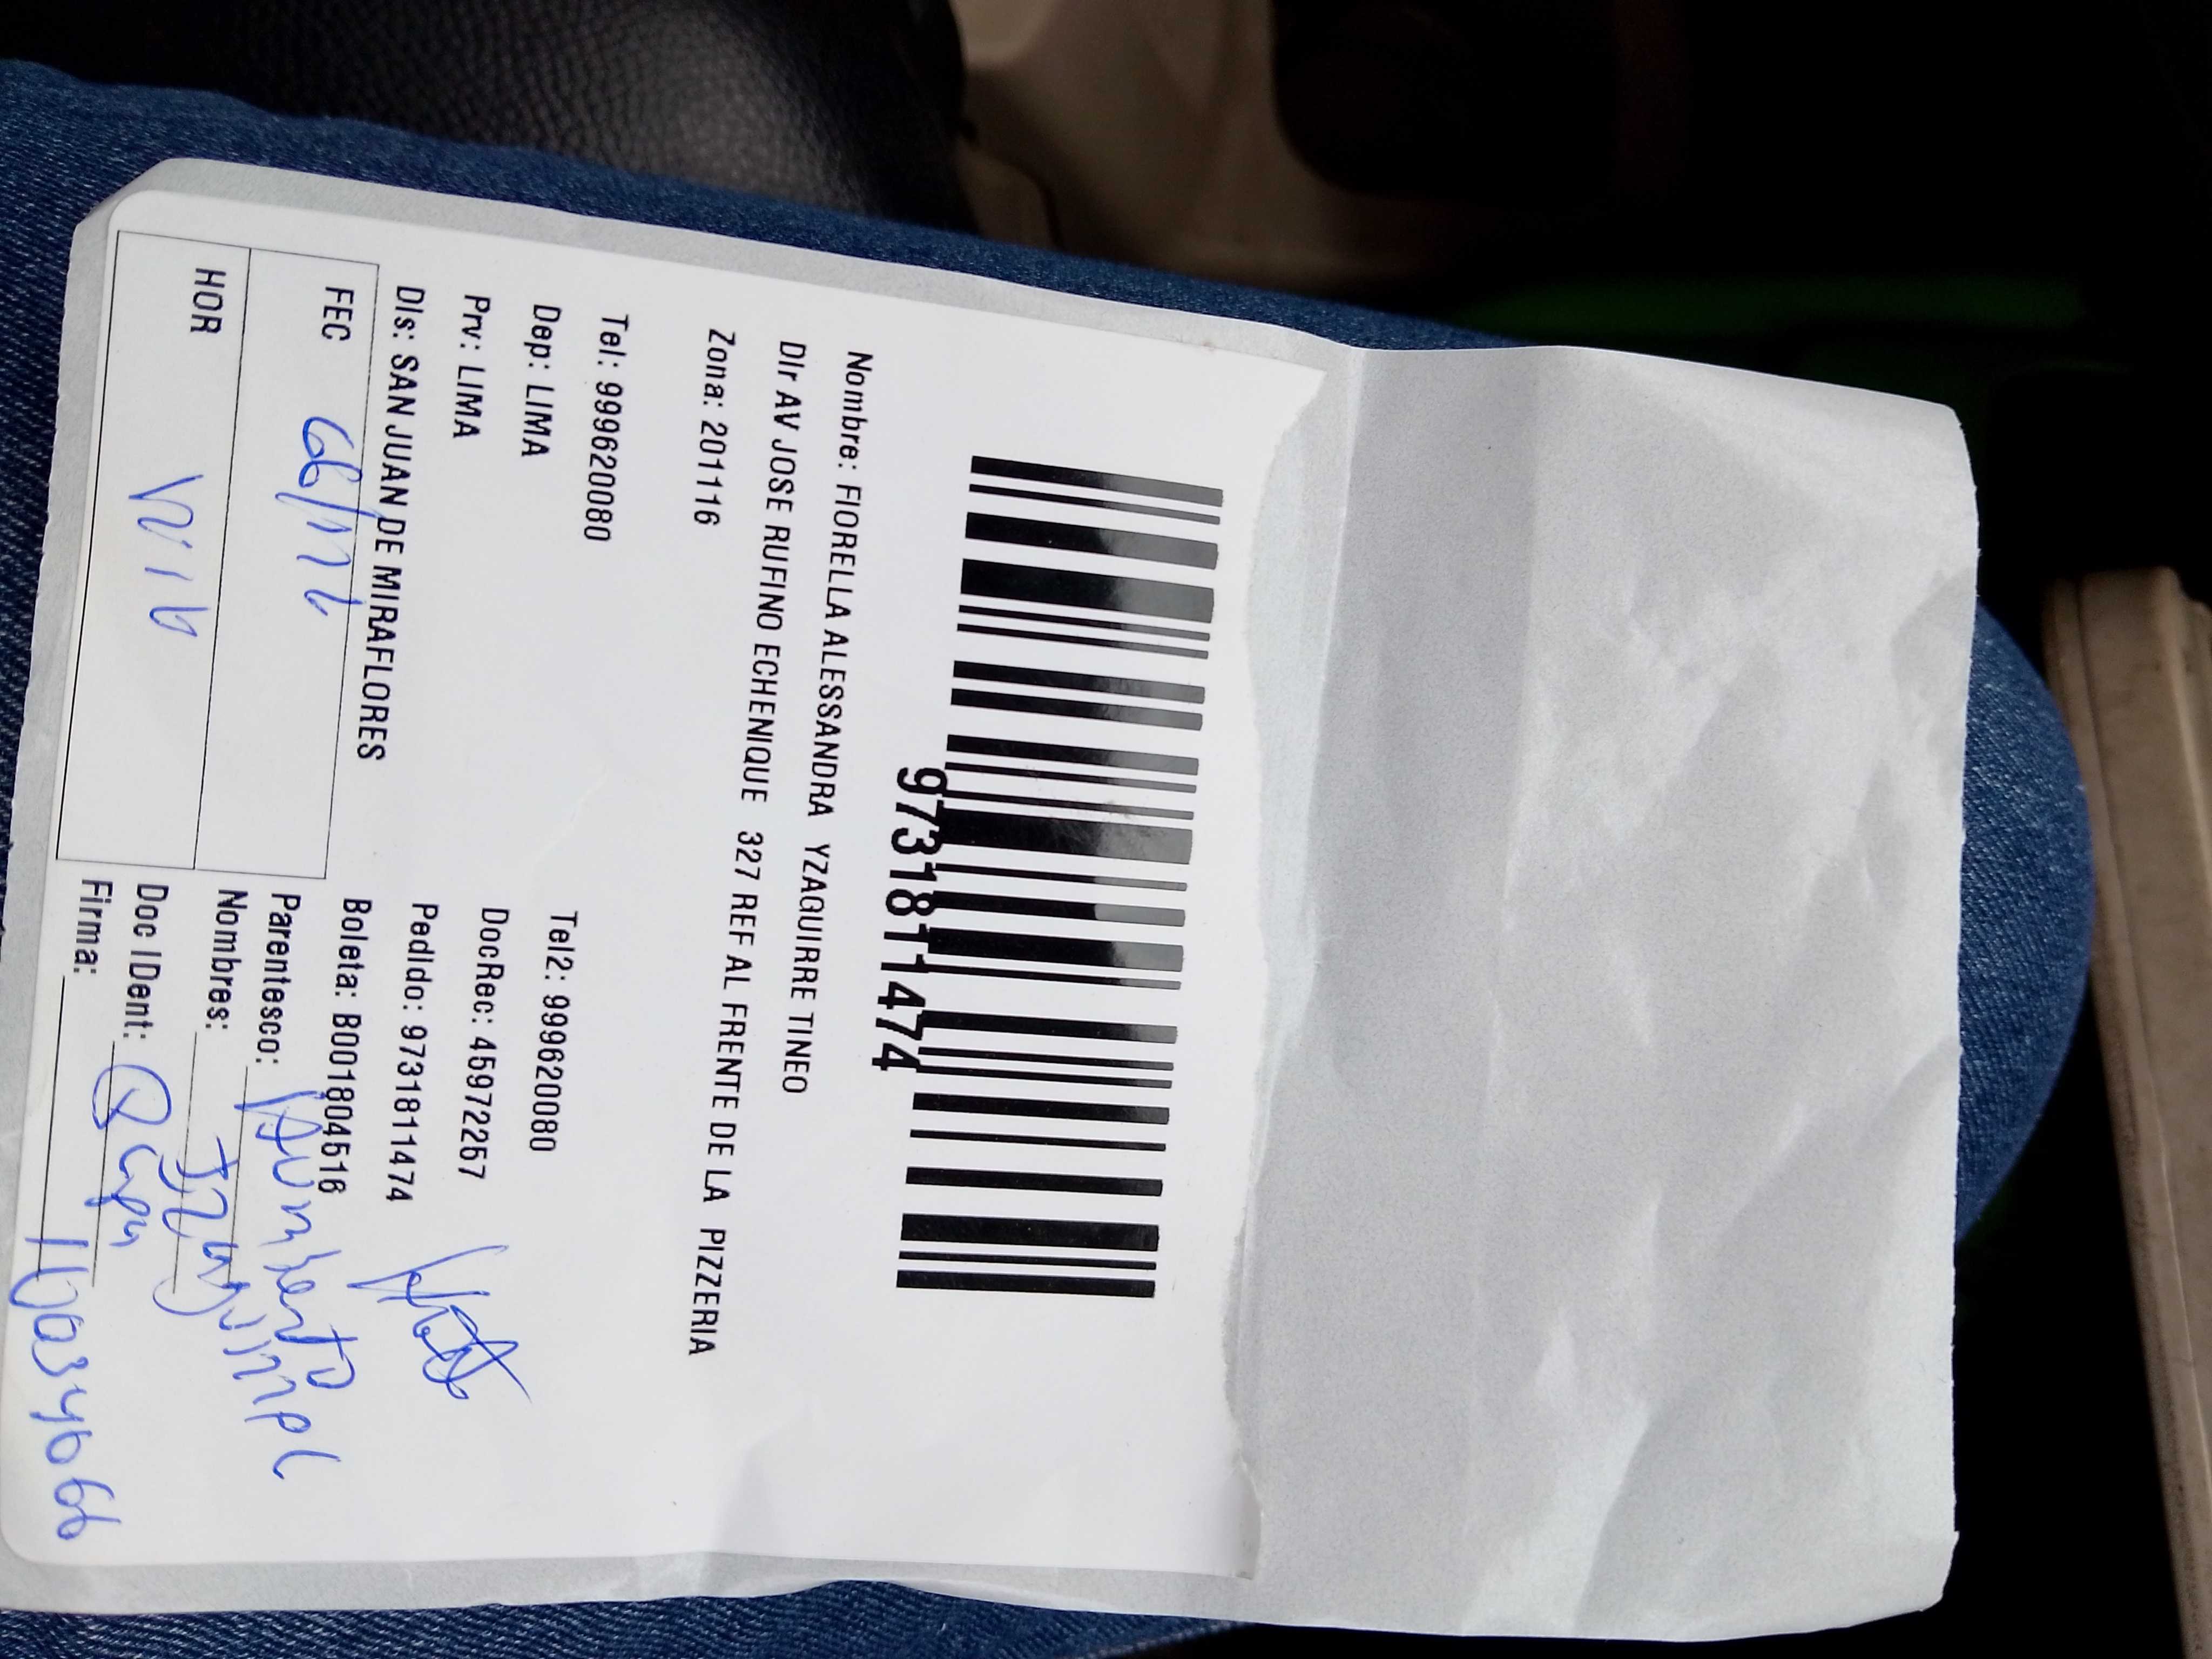 9731811474
Nombre: FIORELLA ALESSANDRA YZAQUIRRE TINEO
Dir AV JOSE RUFINO ECHENIQUE 327 REF AL FRENTE DE LA PIZZERIA
Zona: 201116
Tel: 999620080 Tel2: 999620080
Dep: LIMA DocRec: 45972257
Prv: LIMA Pedido: 9731811474
Dis: SAN JUAN DE MIRAFLORES Boleta: B001804516
FEC Parentesco: Humberto
HOR Nombres:
Doc IDent:
Firma: